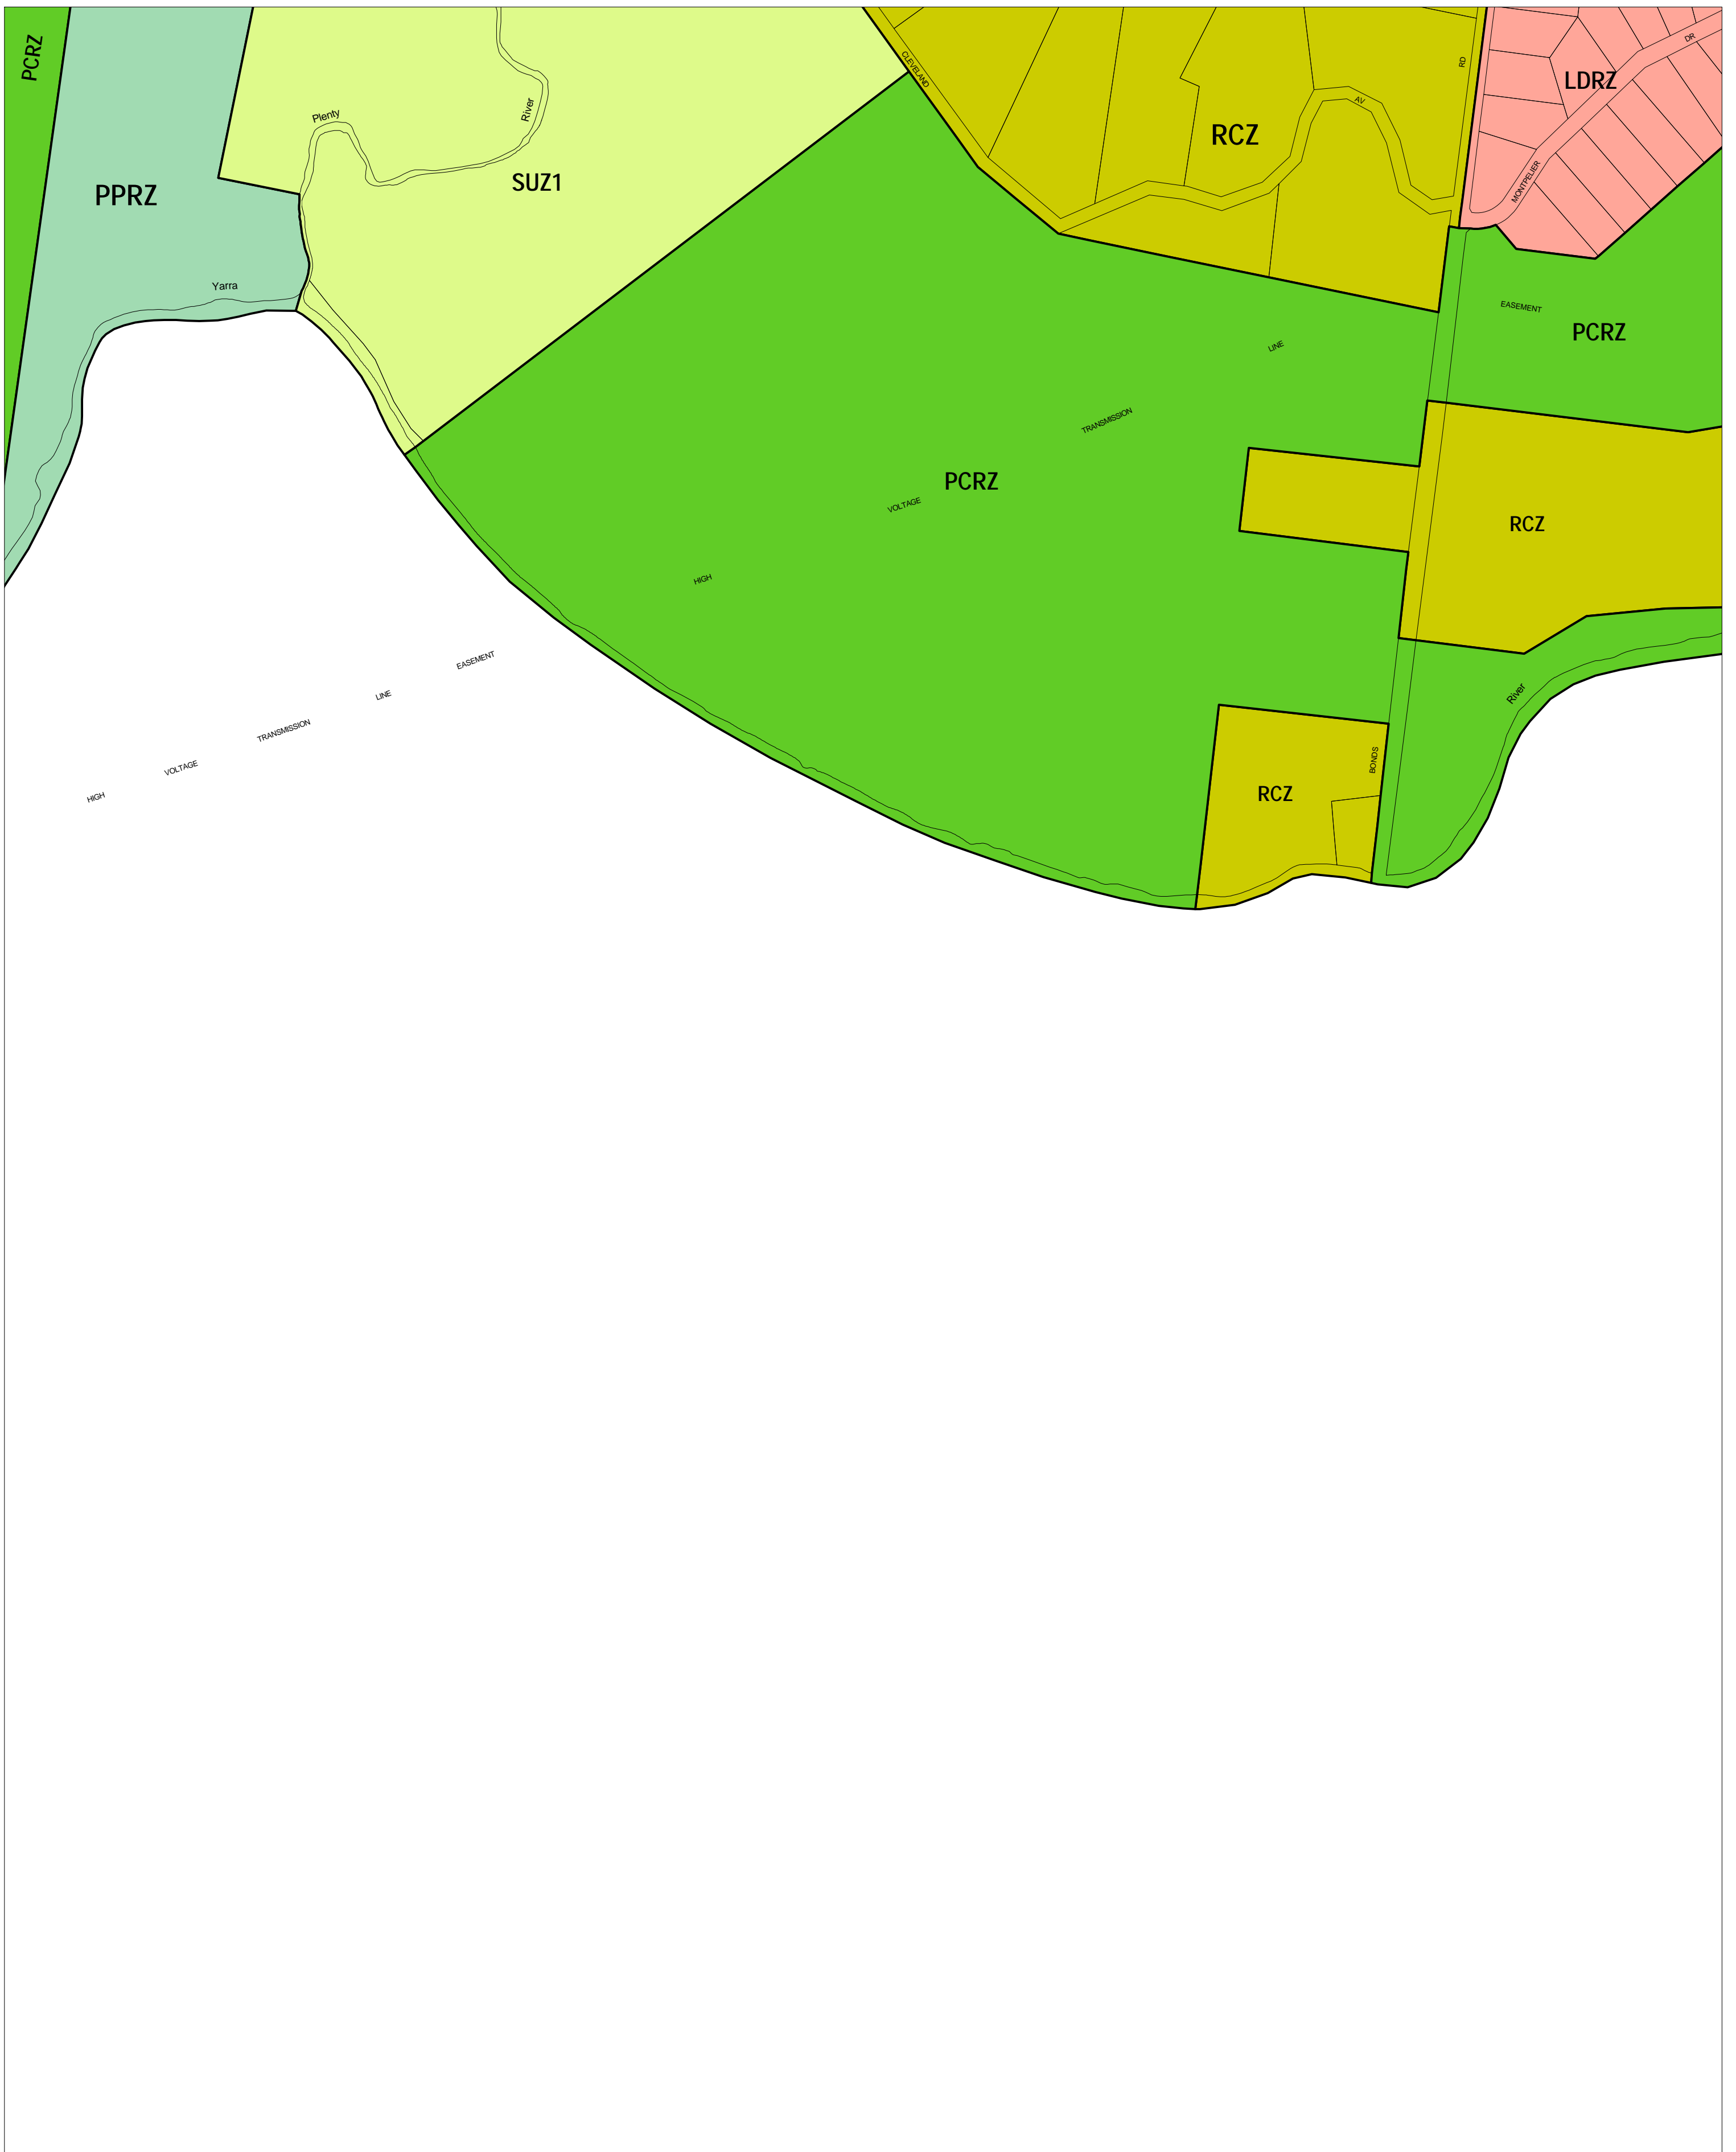 PCRZ
PPRZ
Plenty
River
SUZ1
Yarra
CLEVELAND
RCZ
AV
RD
LDRZ
DR
MONTPELIER
EASEMENT
PCRZ
LINE
TRANSMISSION
PCRZ
VOLTAGE
HIGH
RCZ
EASEMENT
LINE
TRANSMISSION
VOLTAGE
HIGH
River
BONDS
RCZ